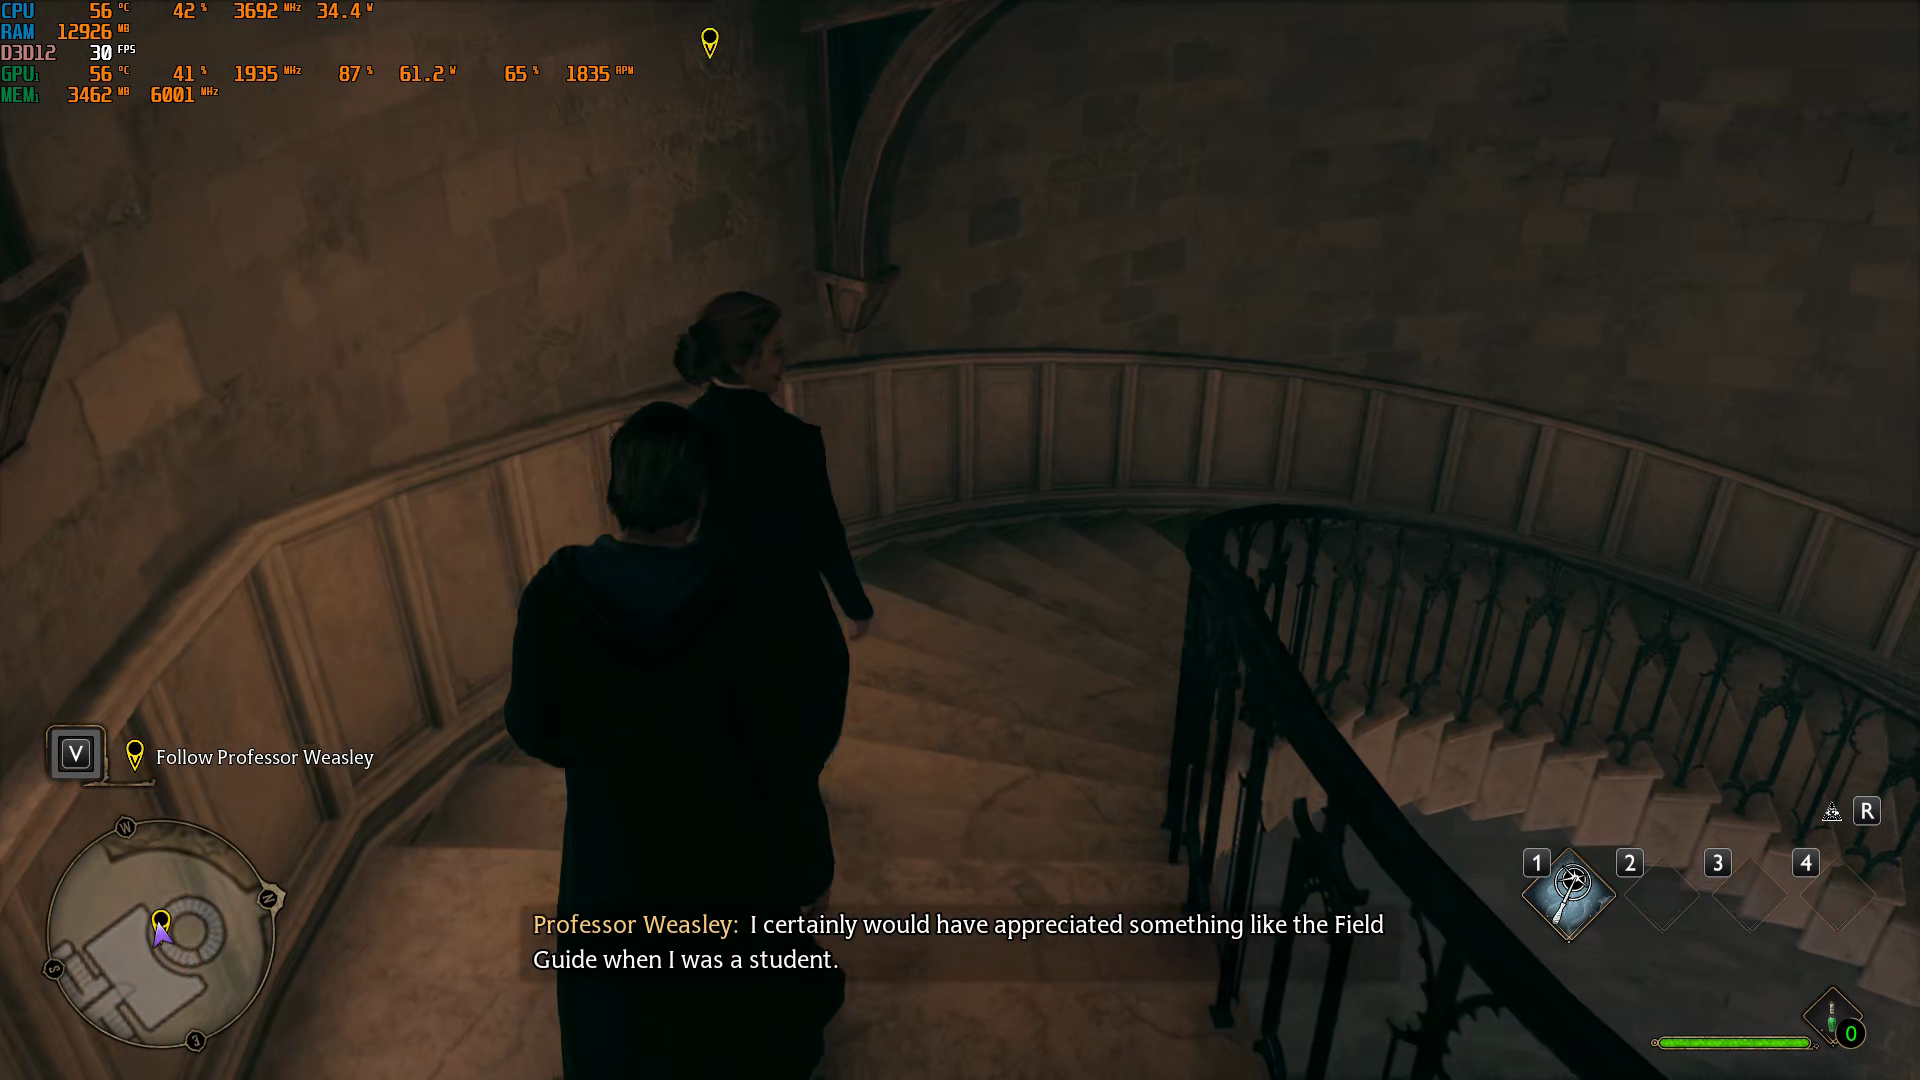 CPU 56 °C 42 % 3692 MHz 34.4 W
RAM 12926 MB
D3D12 30 FPS
GPU1 56 °C 41 % 1935 MHz 87 % 61.2 W 65 % 1835 RPM
MEM1 3462 MB 6001 MHz
V Follow Professor Weasley
W
N
S
E
R
1 2 3 4
Professor Weasley: I certainly would have appreciated something like the Field
Guide when I was a student.
0